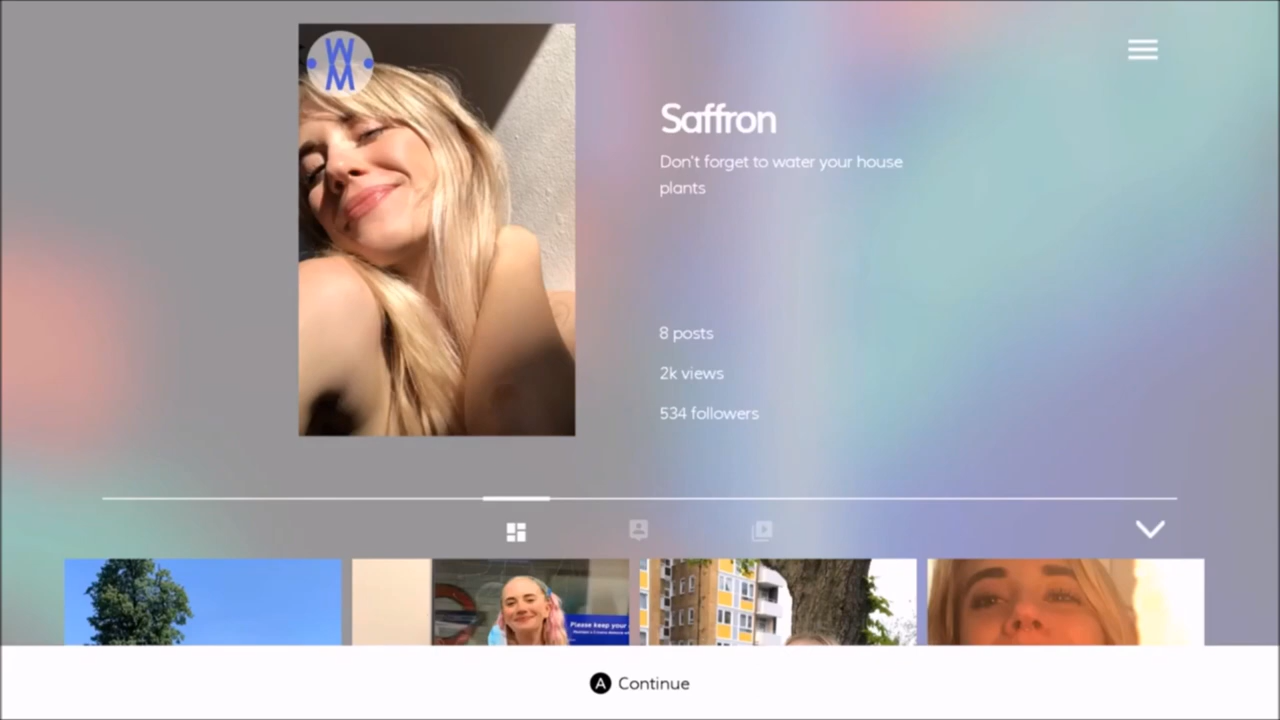 WM
Saffron
Don't forget to water your house
plants
8 posts
2k views
534 followers
Please keep your
A Continue